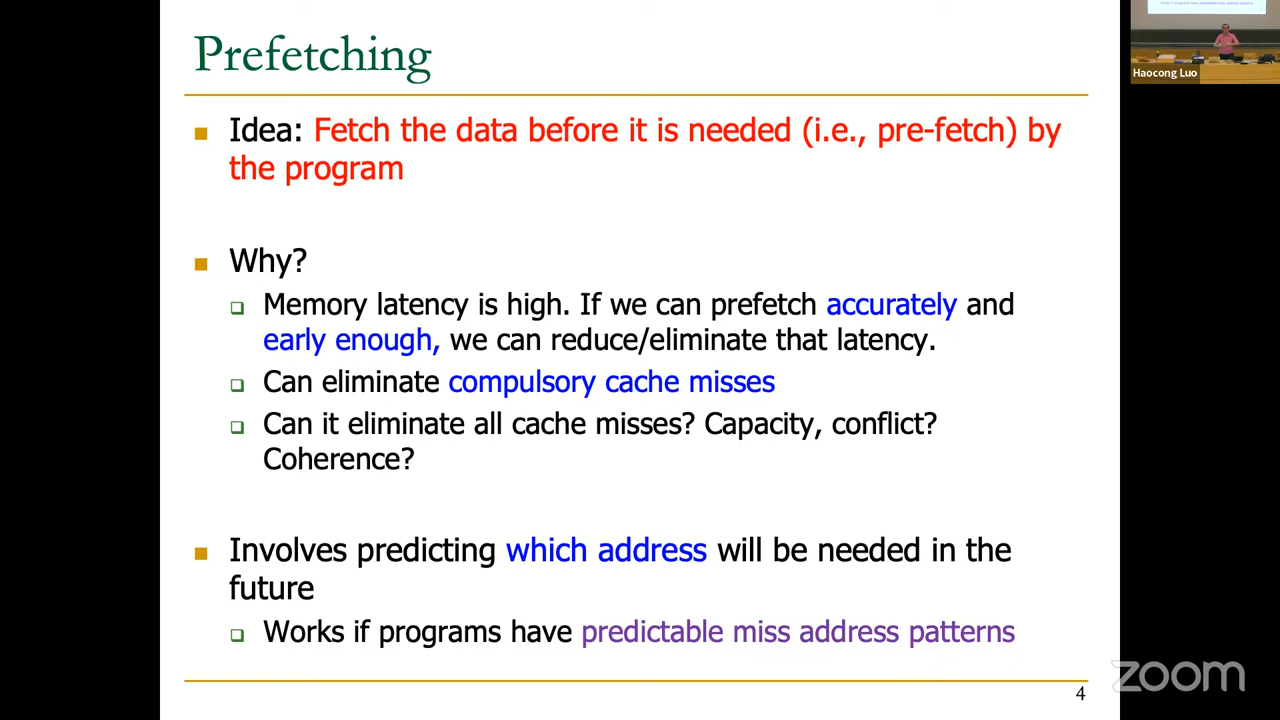 Prefetching
Haocong Luo
Idea: Fetch the data before it is needed (i.e., pre-fetch) by
the program
Why?
Memory latency is high. If we can prefetch accurately and
early enough, we can reduce/eliminate that latency.
Can eliminate compulsory cache misses
Can it eliminate all cache misses? Capacity, conflict?
Coherence?
Involves predicting which address will be needed in the
future
Works if programs have predictable miss address patterns
zoom
4